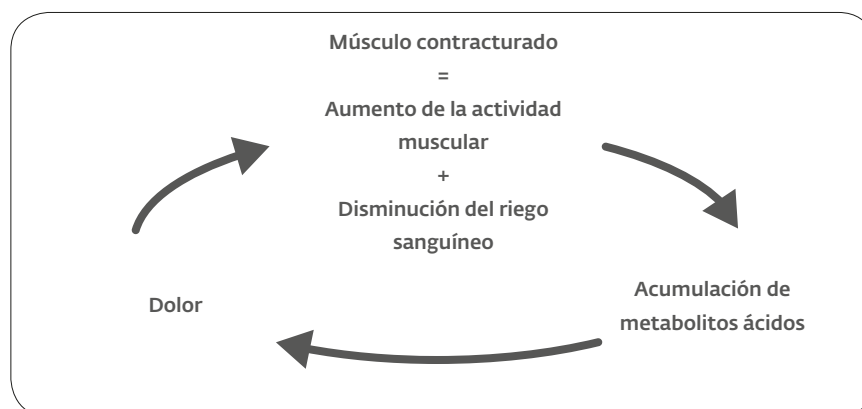 Músculo contracturado
=
Aumento de la actividad
muscular
+
Disminución del riego
sanguíneo
Acumulación de
metabolitos ácidos
Dolor